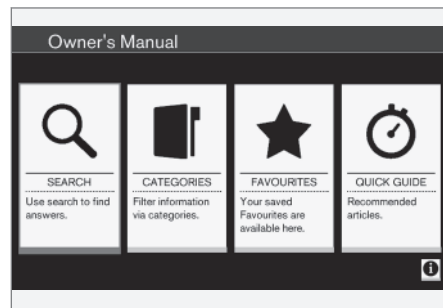 Owner's Manual
SEARCH
Use search to find
answers.
CATEGORIES
Filter information
via categories.
FAVOURITES
Your saved
Favourites are
available here.
QUICK GUIDE
Recommended
articles.
i